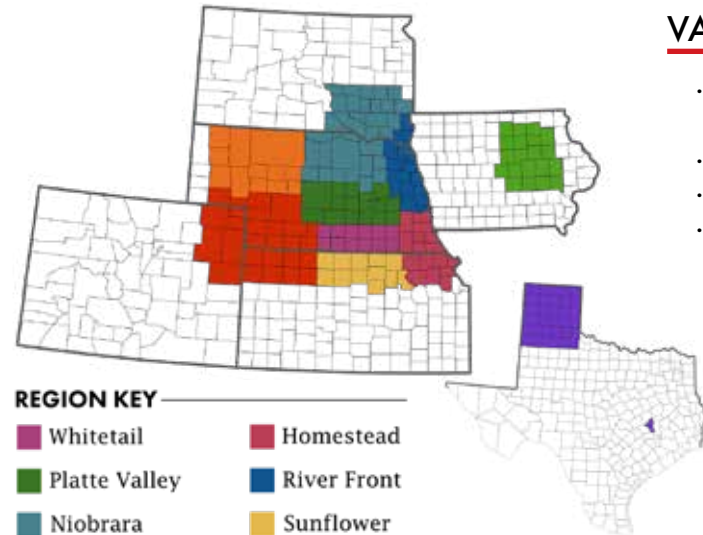 VA
REGION KEY
Whitetail Homestead
Platte Valley River Front
Niobrara Sunflower